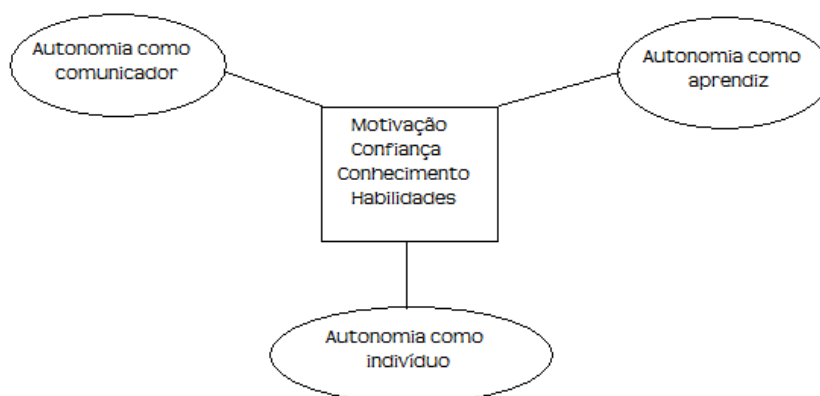 Autonomia como
comunicador
Autonomia como
aprendiz
Motivação
Confiança
Conhecimento
Habilidades
Autonomia como
indivíduo